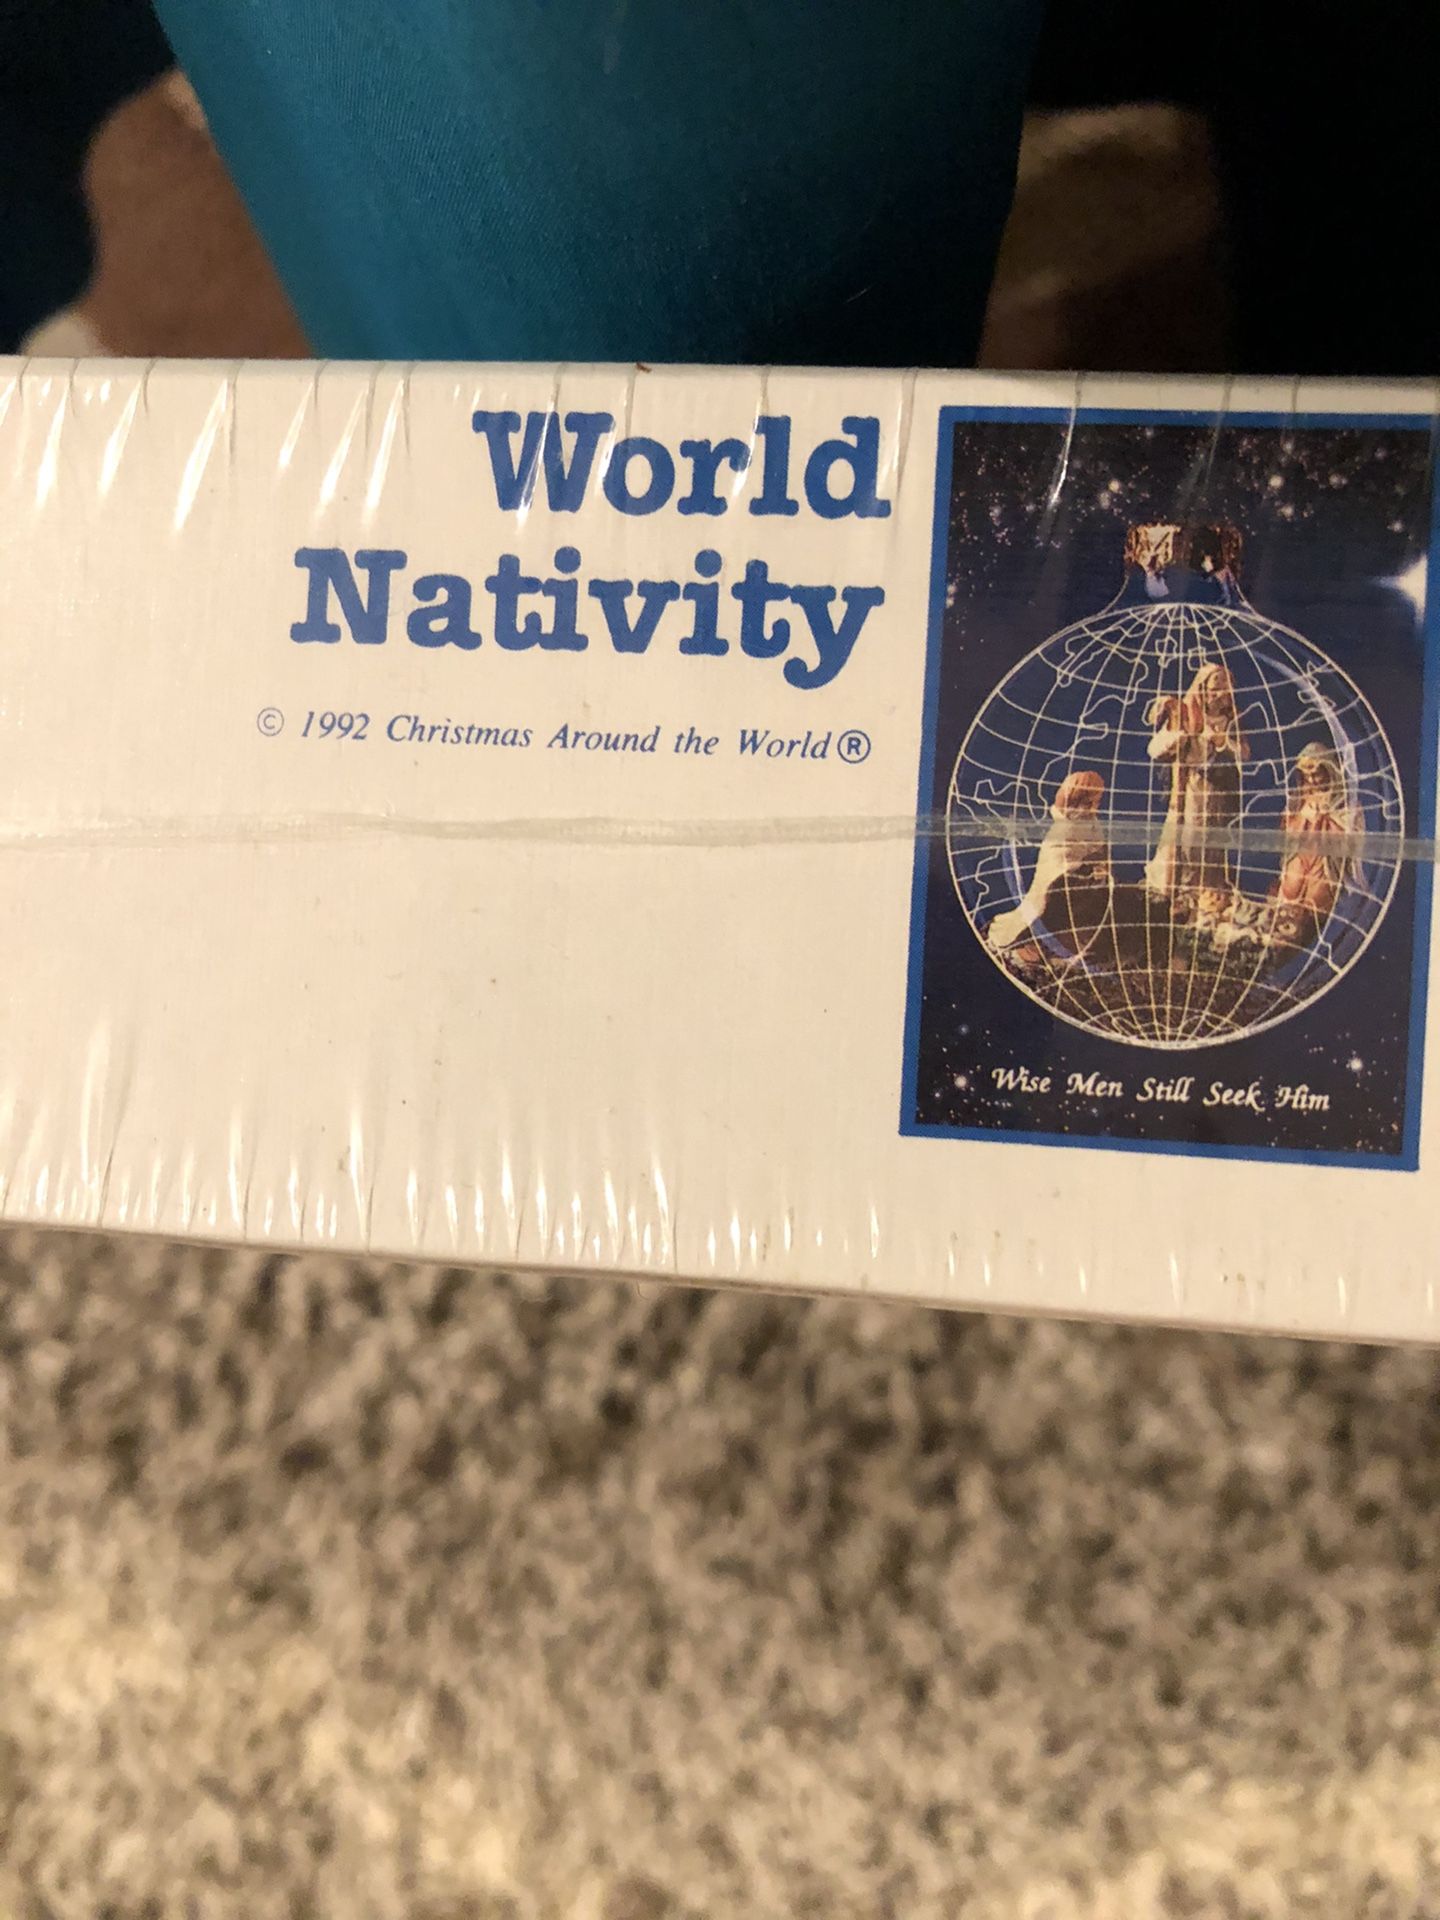 World
Nativity
© 1992 Christmas Around the World®
Wise Men Still Seek Him